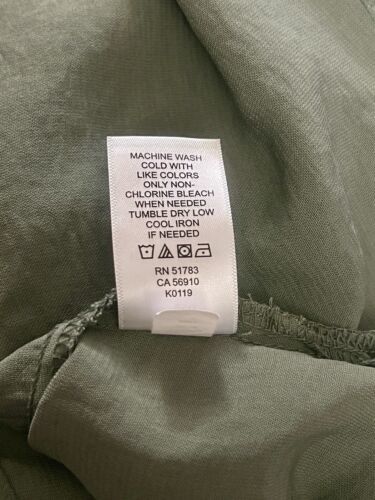 MACHINE WASH
COLD WITH
LIKE COLORS
ONLY NON-
CHLORINE BLEACH
WHEN NEEDED
TUMBLE DRY LOW
COOL IRON
IF NEEDED
RN 51783
CA 56910
K0119